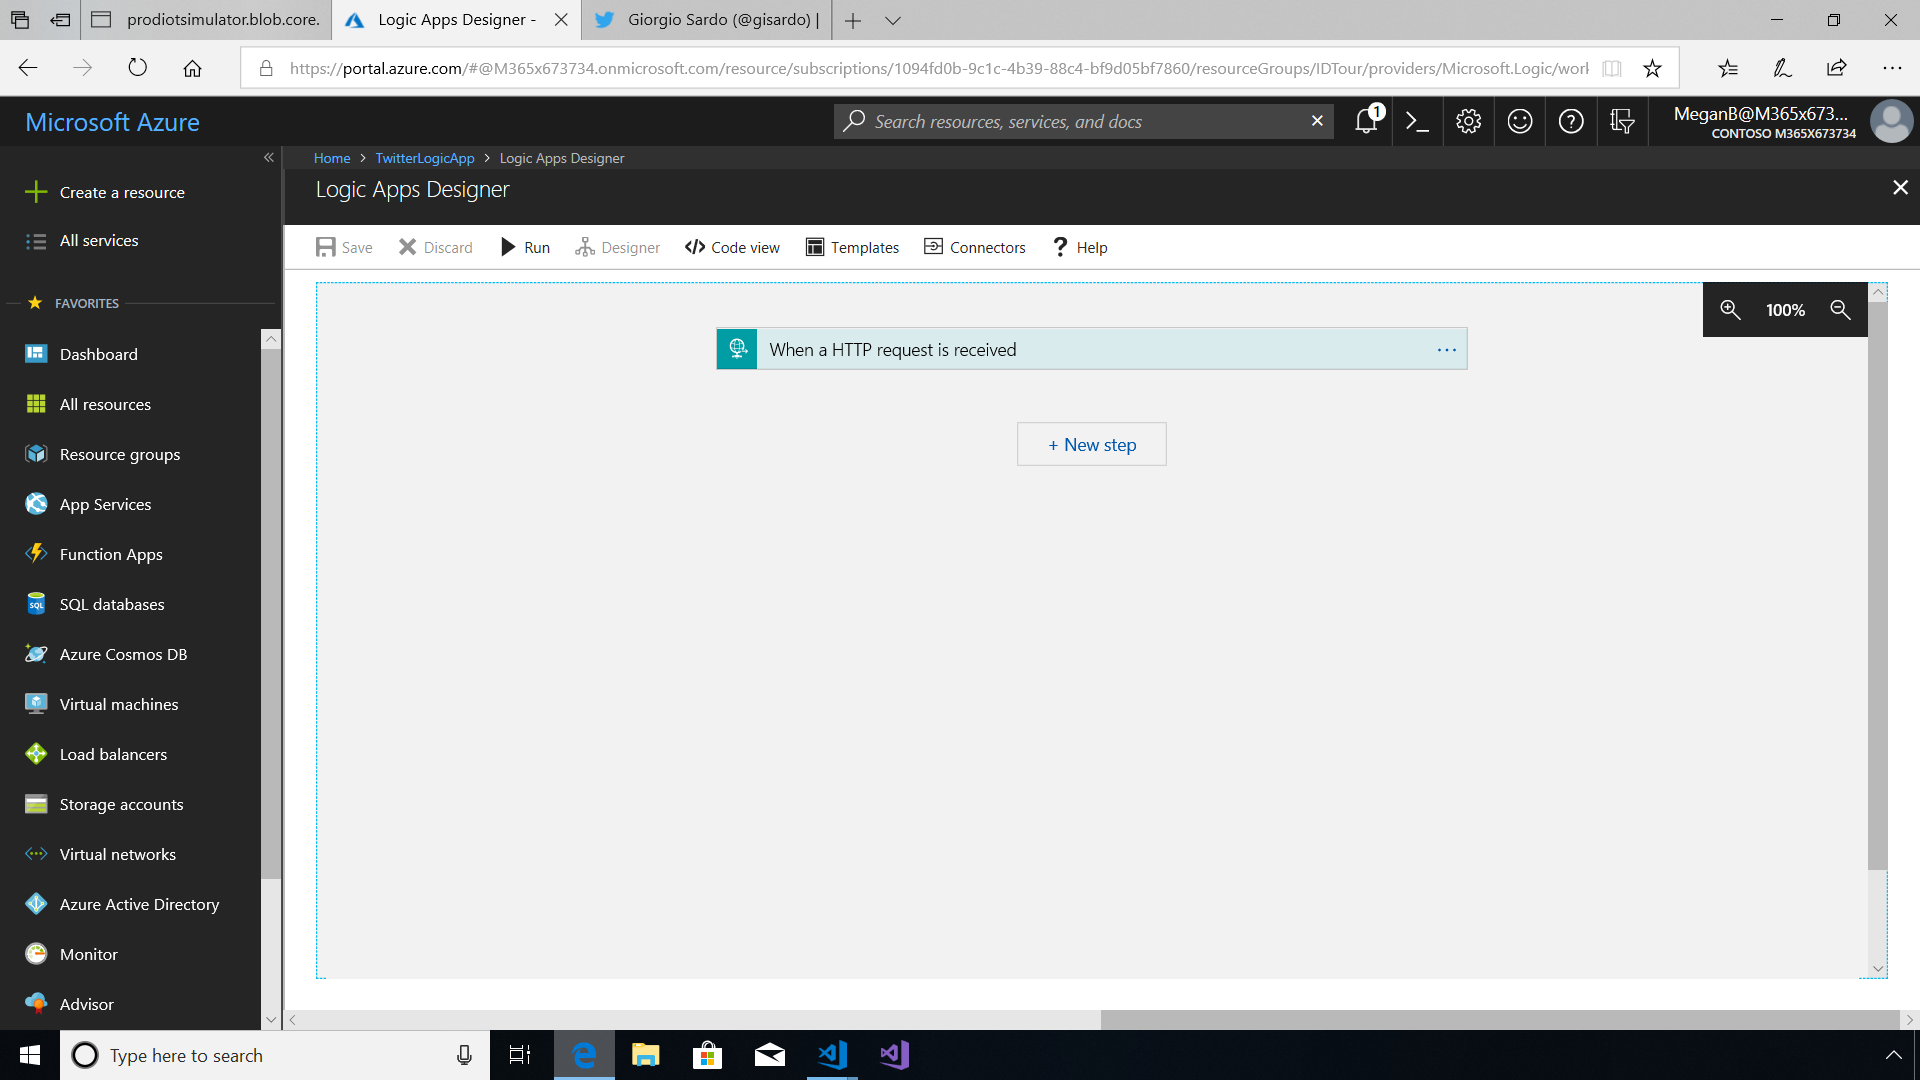 prodiotsimulator.blob.core.
Logic Apps Designer -
Giorgio Sardo (@gisardo) |
https://portal.azure.com/#@M365x673734.onmicrosoft.com/resource/subscriptions/1094fd0b-9c1c-4b39-88c4-bf9d05bf7860/resourceGroups/IDTour/providers/Microsoft.Logic/work
Microsoft Azure
Search resources, services, and docs
1
MeganB@M365x673...
CONTOSO M365X673734
Home > TwitterLogicApp > Logic Apps Designer
Logic Apps Designer
Save
Discard
Run
Designer
Code view
Templates
Connectors
Help
Create a resource
All services
FAVORITES
Dashboard
All resources
Resource groups
App Services
Function Apps
SQL databases
Azure Cosmos DB
Virtual machines
Load balancers
Storage accounts
Virtual networks
Azure Active Directory
Monitor
Advisor
When a HTTP request is received
+ New step
100%
Type here to search